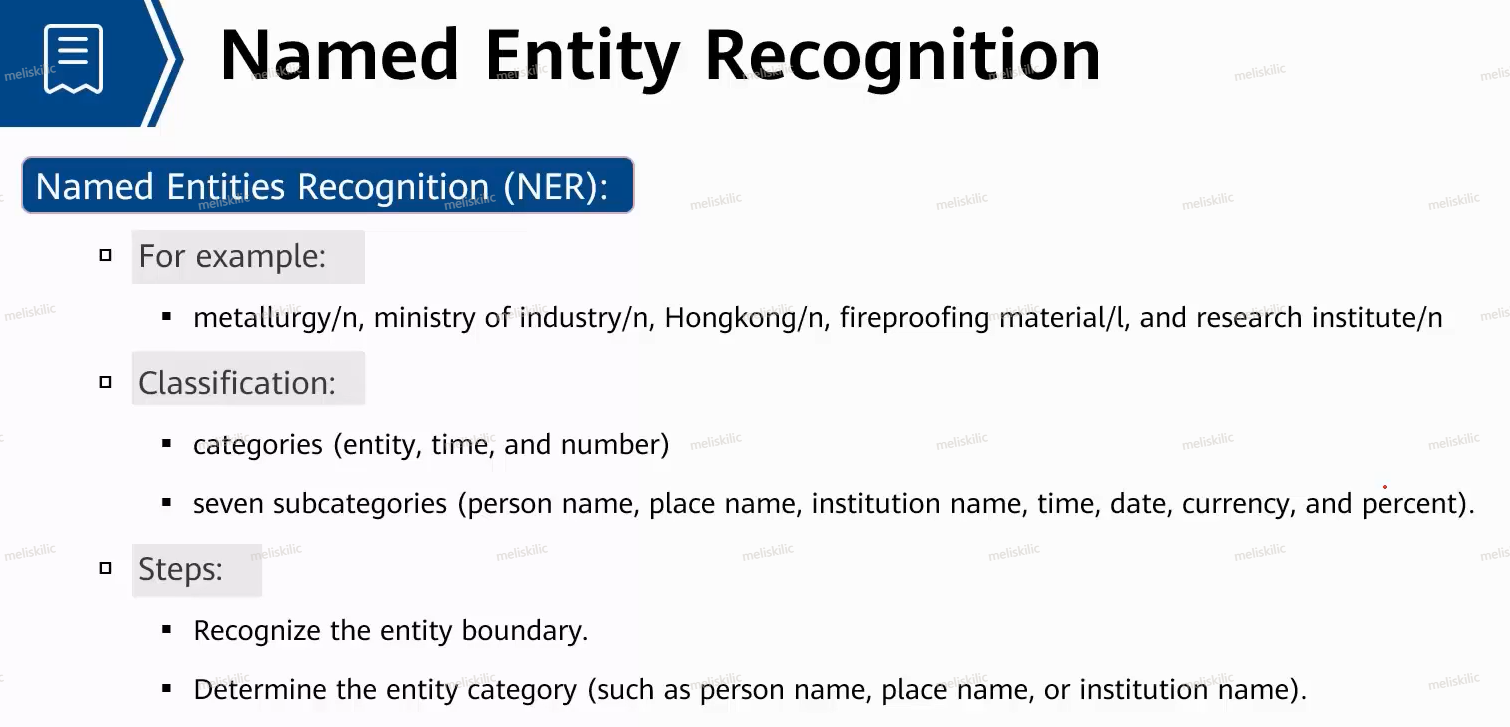 Named Entity Recognition
Named Entities Recognition (NER):
For example:
metallurgy/n, ministry of industry/n, Hongkong/n, fireproofing material/l, and research institute/n
Classification:
categories (entity, time, and number)
seven subcategories (person name, place name, institution name, time, date, currency, and percent).
Steps:
Recognize the entity boundary.
Determine the entity category (such as person name, place name, or institution name).
meliskilic